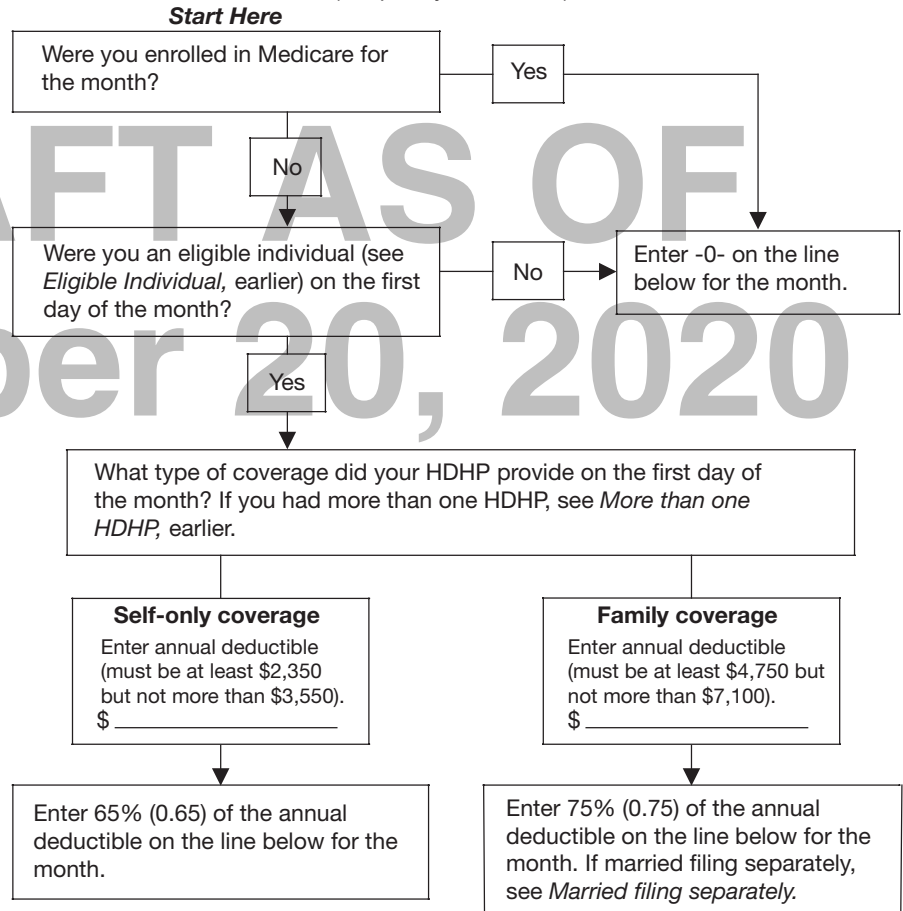 Start Here
Were you enrolled in Medicare for
the month?
Yes
No
AFT AS OF
Were you an eligible individual (see
Eligible Individual, earlier) on the first
day of the month?
No
Enter -0- on the line
below for the month.
ber 20, 2020
Yes
What type of coverage did your HDHP provide on the first day of
the month? If you had more than one HDHP, see More than one
HDHP, earlier.
Self-only coverage
Enter annual deductible
(must be at least $2,350
but not more than $3,550).
$
Family coverage
Enter annual deductible
(must be at least $4,750 but
not more than $7,100).
$
Enter 65% (0.65) of the annual
deductible on the line below for the
month.
Enter 75% (0.75) of the annual
deductible on the line below for the
month. If married filing separately,
see Married filing separately.